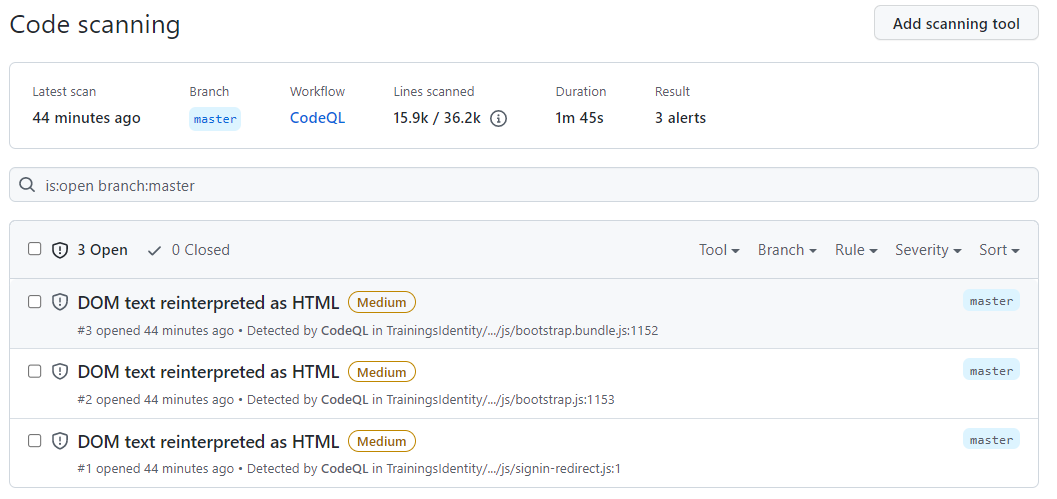 Code scanning
Add scanning tool
Latest scan Branch Workflow Lines scanned Duration Result
44 minutes ago master CodeQL 15.9k / 36.2k 1m 45s 3 alerts
is:open branch:master
3 Open 0 Closed Tool Branch Rule Severity Sort
DOM text reinterpreted as HTML Medium master
#3 opened 44 minutes ago • Detected by CodeQL in TrainingsIdentity/.../js/bootstrap.bundle.js:1152
DOM text reinterpreted as HTML Medium master
#2 opened 44 minutes ago • Detected by CodeQL in TrainingsIdentity/.../js/bootstrap.js:1153
DOM text reinterpreted as HTML Medium master
#1 opened 44 minutes ago • Detected by CodeQL in TrainingsIdentity/.../js/signin-redirect.js:1